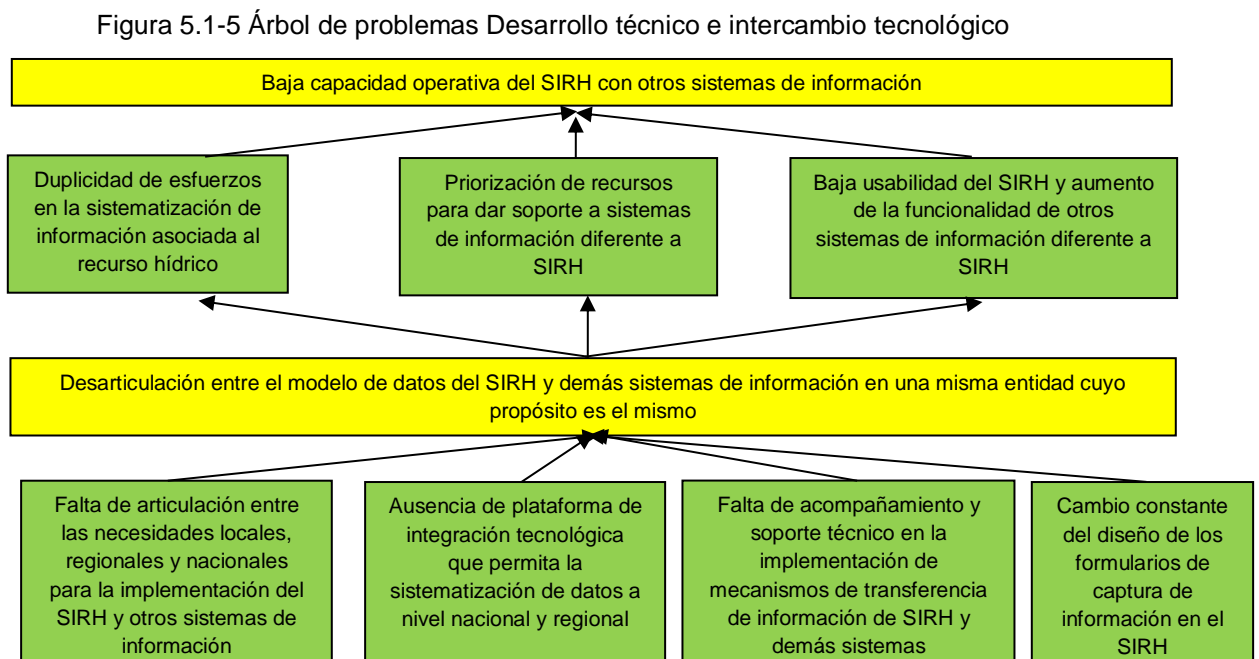 Figura 5.1-5 Árbol de problemas Desarrollo técnico e intercambio tecnológico
Baja capacidad operativa del SIRH con otros sistemas de información
Duplicidad de esfuerzos
en la sistematización de
información asociada al
recurso hídrico
Priorización de recursos
para dar soporte a sistemas
de información diferente a
SIRH
Baja usabilidad del SIRH y aumento
de la funcionalidad de otros
sistemas de información diferente a
SIRH
Desarticulación entre el modelo de datos del SIRH y demás sistemas de información en una misma entidad cuyo
propósito es el mismo
Falta de articulación entre
las necesidades locales,
regionales y nacionales
para la implementación del
SIRH y otros sistemas de
información
Ausencia de plataforma de
integración tecnológica
que permita la
sistematización de datos a
nivel nacional y regional
Falta de acompañamiento y
soporte técnico en la
implementación de
mecanismos de transferencia
de información de SIRH y
demás sistemas
Cambio constante
del diseño de los
formularios de
captura de
información en el
SIRH